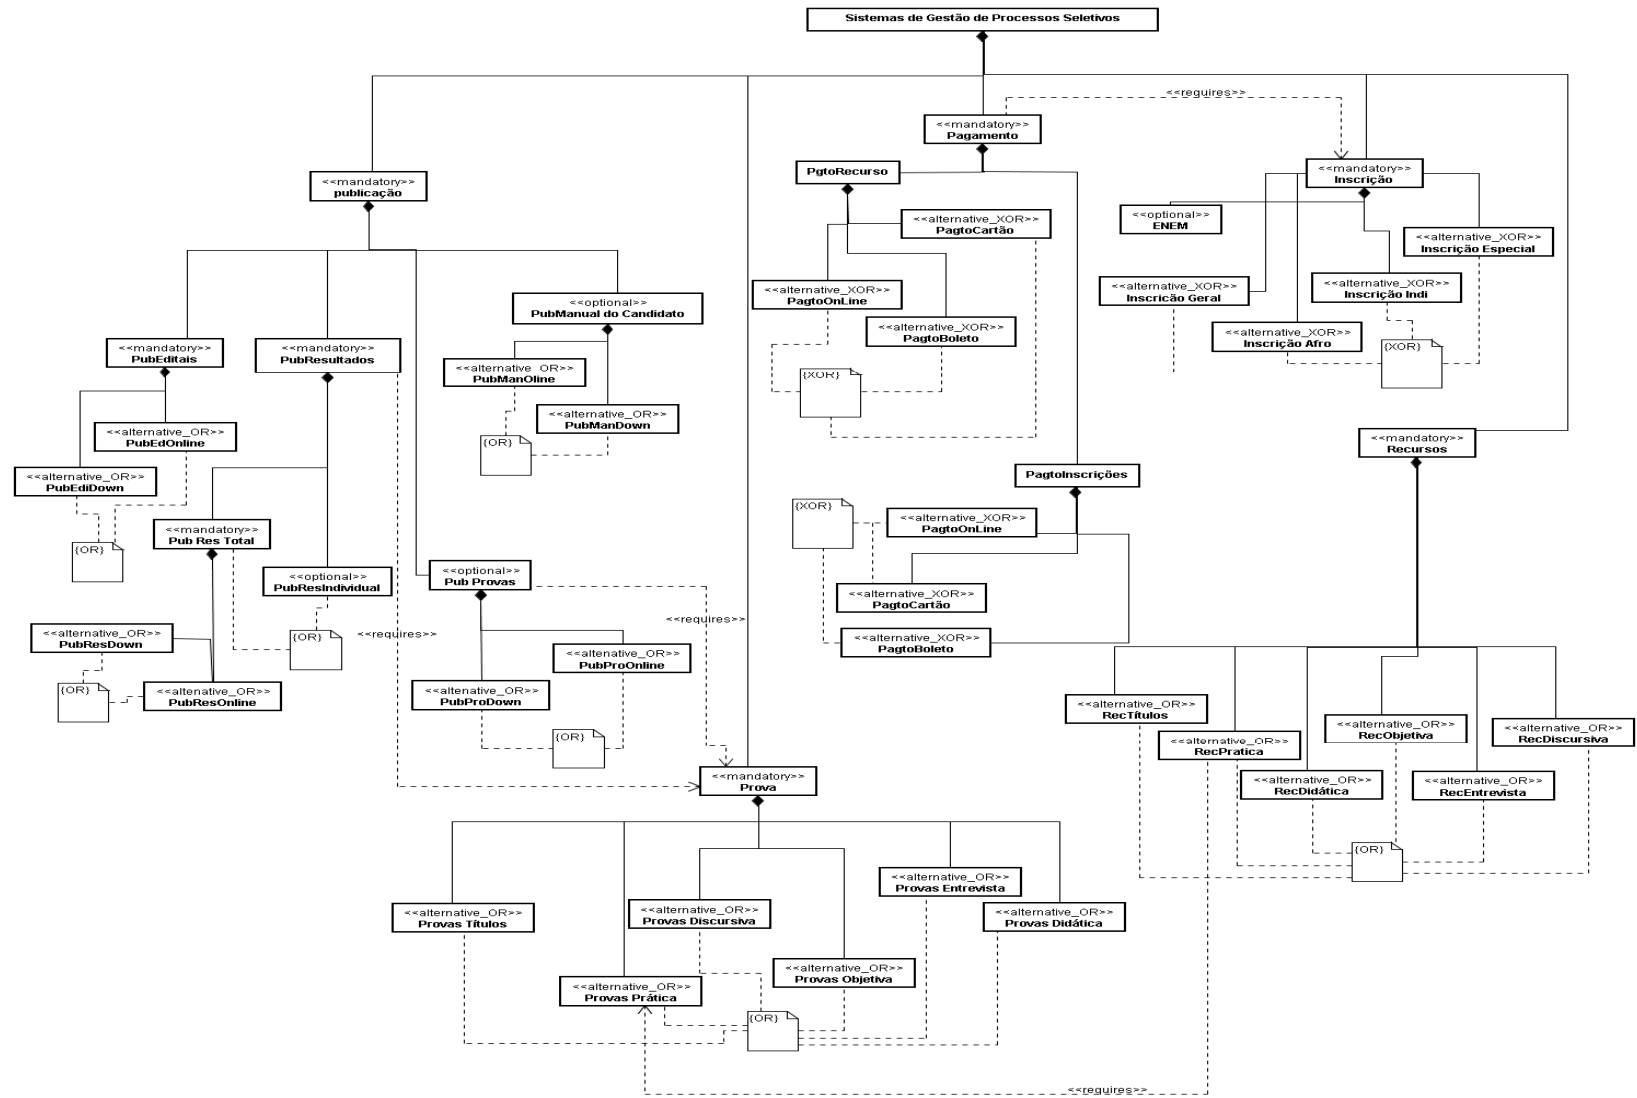 Sistemas de Gestão de Processos Seletivos
<<requires>>
<<mandatory>>
Pagamento
<<mandatory>>
publicação
PgtoRecurso
<<mandatory>>
Inscrição
<<optional>>
ENEM
<<alternative_XOR>>
PagtoCartão
<<alternative_XOR>>
Inscrição Especial
<<alternative_XOR>>
PagtoOnLine
<<alternative_XOR>>
Inscricão Geral
<<alternative_XOR>>
Inscrição Indi
<<optional>>
PubManual do Candidato
<<alternative_XOR>>
PagtoBoleto
<<alternative_XOR>>
Inscrição Afro
{XOR}
<<mandatory>>
PubEditais
<<mandatory>>
PubResultados
<<alternative OR>>
PubManOline
{XOR}
<<alternative_OR>>
PubManDown
{OR}
<<alternative_OR>>
PubEdOnline
<<mandatory>>
Recursos
<<alternative_OR>>
PubEdiDown
PagtoInscrições
{XOR}
<<alternative_XOR>>
PagtoOnLine
<<mandatory>>
Pub Res Total
{OR}
<<optional>>
PubResIndividual
<<optional>>
Pub Provas
<<alternative_XOR>>
PagtoCartão
<<alternative_OR>>
PubResDown
{OR}
<<requires>>
<<requires>>
<<alternative_XOR>>
PagtoBoleto
<<alternative_OR>>
PubProOnline
{OR}
<<altenative_OR>>
PubResOnline
<<altenative_OR>>
PubProDown
{OR}
<<alternative_OR>>
RecTítulos
<<alternative_OR>>
RecPratica
<<alternative_OR>>
RecObjetiva
<<alternative_OR>>
RecDiscursiva
<<mandatory>>
Prova
<<alternative_OR>>
RecDidática
<<alternative_OR>>
RecEntrevista
{OR}
<<alternative_OR>>
Provas Entrevista
<<alternative_OR>>
Provas Títulos
<<alternative_OR>>
Provas Discursiva
<<alternative_OR>>
Provas Didática
<<alternative_OR>>
Provas Objetiva
<<alternative_OR>>
Provas Prática
{OR}
<<requires>>